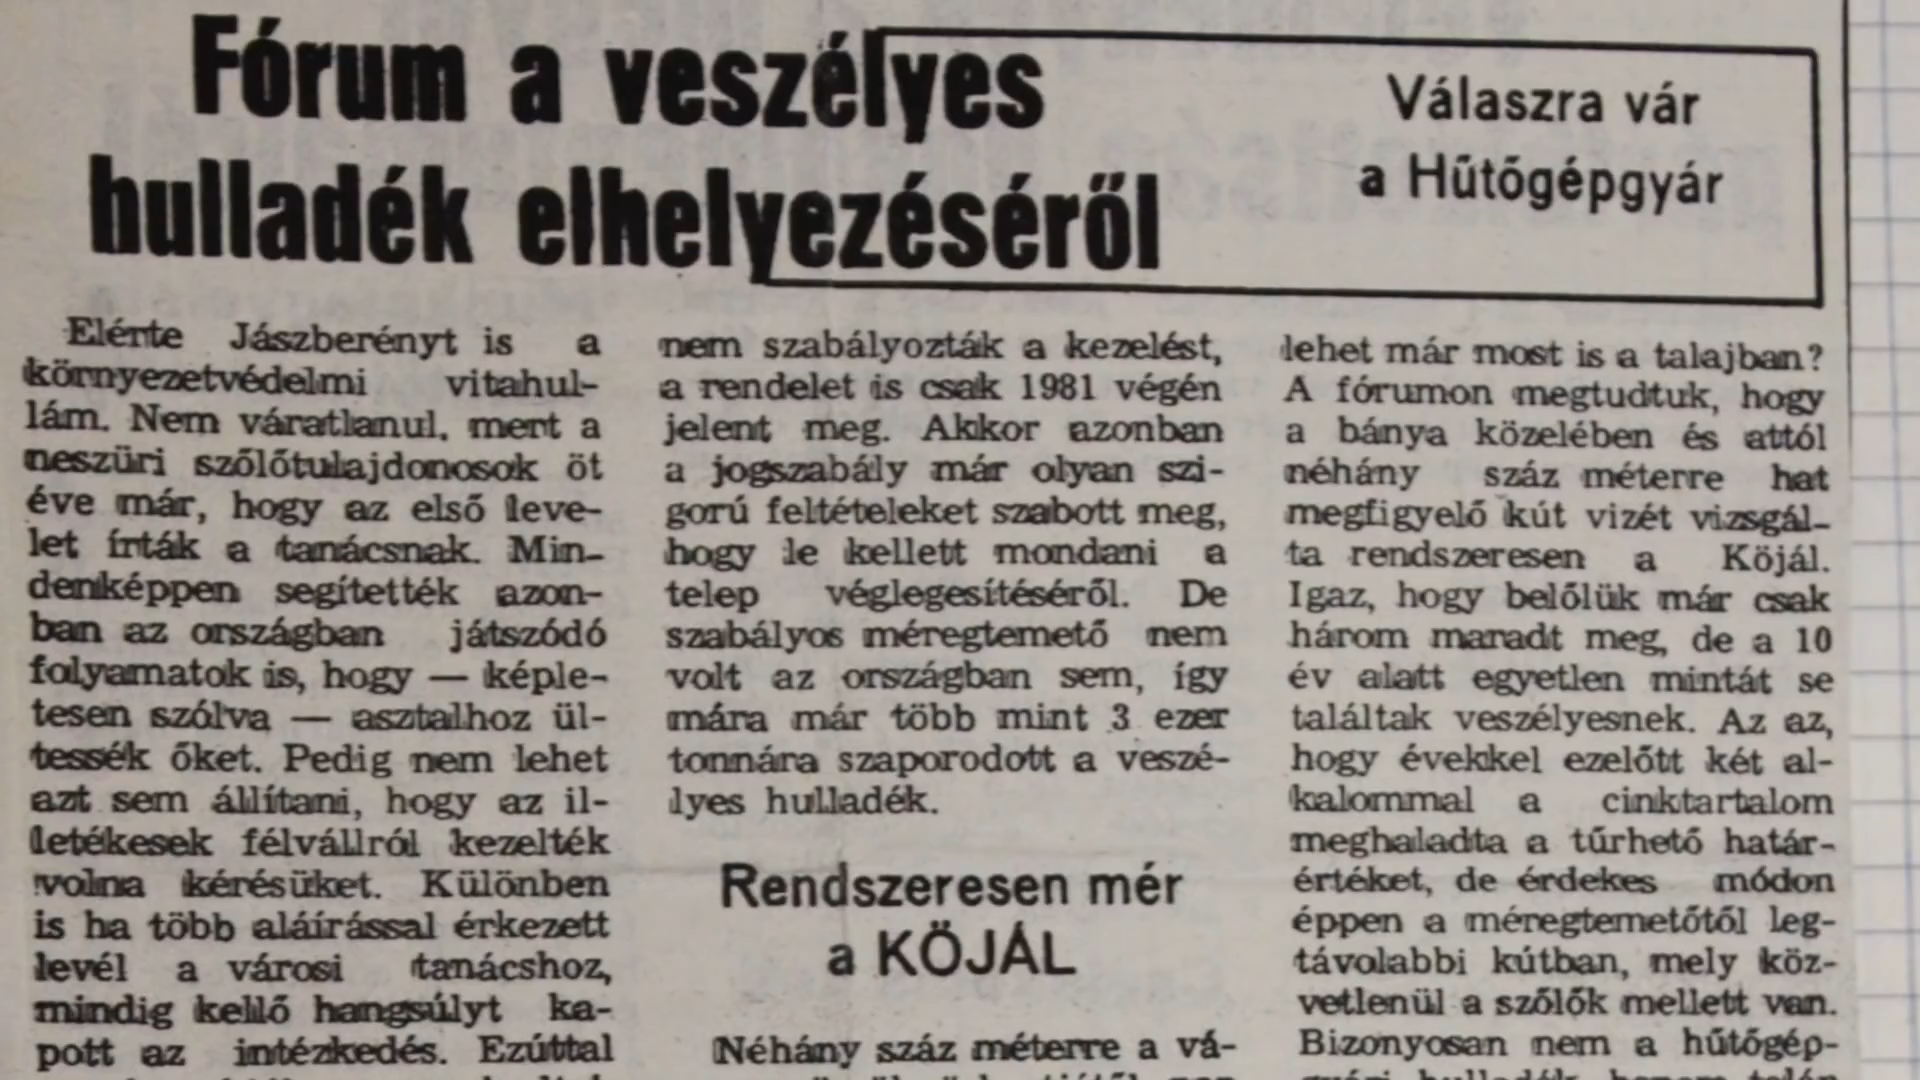 Fórum a veszélyes
hulladék elhelyezéséről
Válaszra vár
a Hűtőgépgyár
Elérte Jászberényt is a
környezetvédelmi vitahul-
lám. Nem váratlanul, mert a
neszűri szőlőtulajdonosok öt
éve már, hogy az első leve-
let írták a tanácsnak. Min-
denképpen segítették azon-
ban az országban játszódó
folyamatok is, hogy — képle-
tesen szólva — asztalhoz ül-
tessék őket. Pedig nem lehet
azt sem állítani, hogy az il-
letékesek félvállról kezelték
volna kérésüket. Különben
is ha több aláírással érkezett
levél a városi tanácshoz,
mindig kellő hangsúlyt ka-
pott az intézkedés. Ezúttal
nem szabályozták a kezelést,
a rendelet is csak 1981 végén
jelent meg. Akkor azonban
a jogszabály már olyan szi-
gorú feltételeket szabott meg,
hogy le kellett mondani a
telep véglegesítéséről. De
szabályos méregtemető nem
volt az országban sem, így
mára már több mint 3 ezer
tonnára szaporodott a veszé-
lyes hulladék.
Rendszeresen mér
a KÖJÁL
Néhány száz méterre a vá-
lehet már most is a talajban?
A fórumon megtudtuk, hogy
a bánya közelében és attól
néhány száz méterre hat
megfigyelő kút vizét vizsgál-
ta rendszeresen a Köjál.
Igaz, hogy belőlük már csak
három maradt meg, de a 10
év alatt egyetlen mintát se
találtak veszélyesnek. Az az,
hogy évekkel ezelőtt két al-
kalommal a cinktartalom
meghaladta a tűrhető határ-
értéket, de érdekes módon
éppen a méregtemetőtől leg-
távolabbi kútban, mely köz-
vetlenül a szőlők mellett van.
Bizonyosan nem a hűtőgép-